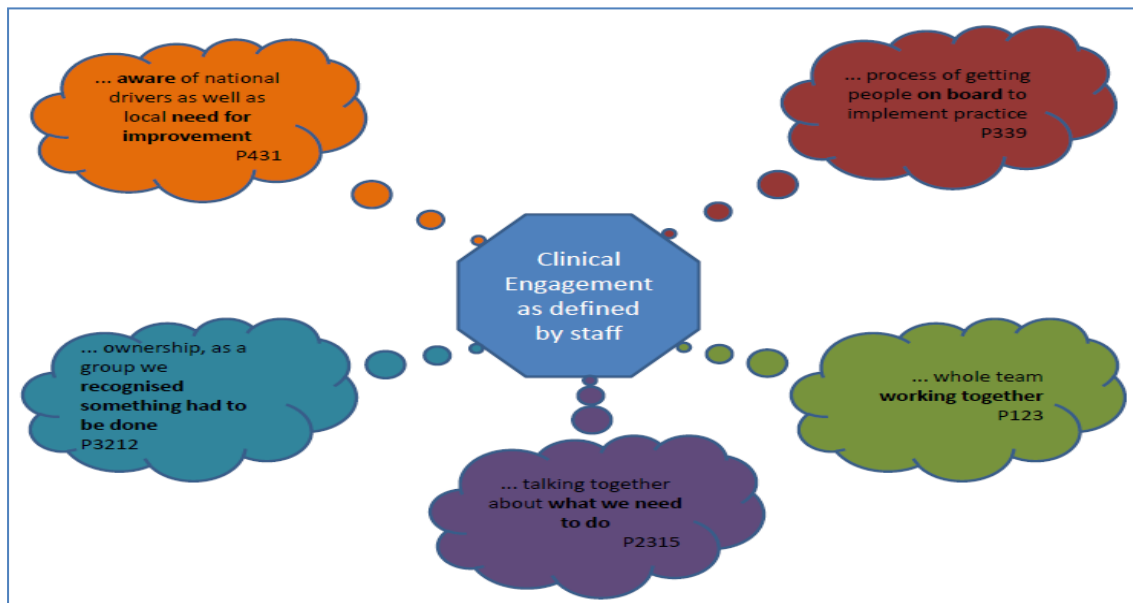 ... aware of national
drivers as well as
local need for
improvement
P431
... process of getting
people on board to
implement practice
P339
Clinical
Engagement
as defined
by staff
... ownership, as a
group we
recognised
something had to
be done
P3212
... whole team
working together
P123
... talking together
about what we need
to do
P2315